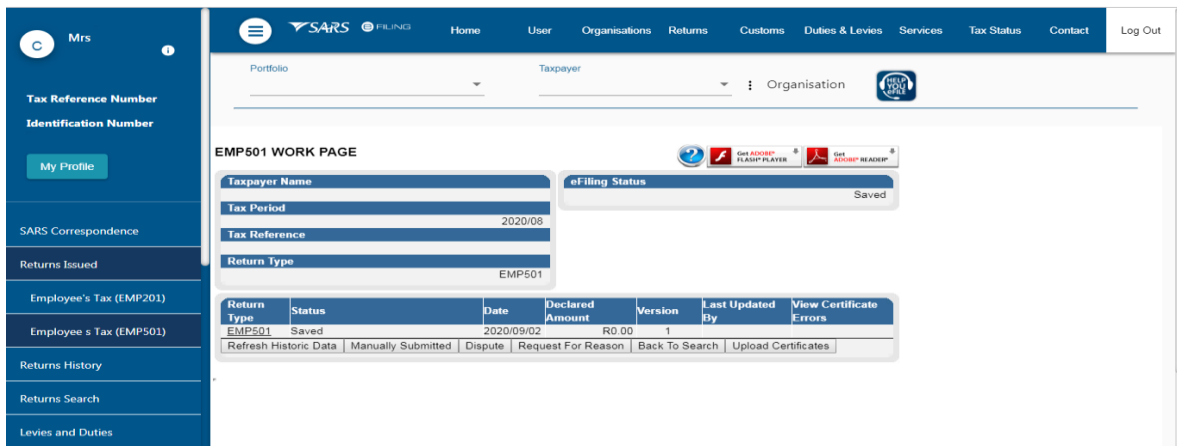 C
Mrs
Tax Reference Number
Identification Number
My Profile
SARS Correspondence
Returns Issued
Employee's Tax (EMP201)
Employee s Tax (EMP501)
Returns History
Returns Search
Levies and Duties
SARS eFILING Home User Organisations Returns Customs Duties & Levies Services Tax Status Contact Log Out
Portfolio Taxpayer
Organisation HELP YOU eFILE
EMP501 WORK PAGE
? Get ADOBE® FLASH® PLAYER Get ADOBE® READER®
Taxpayer Name
Tax Period
2020/08
Tax Reference
Return Type
EMP501
eFiling Status
Saved
Return Type Status Date Declared Amount Version Last Updated By View Certificate Errors
EMP501 Saved 2020/09/02 R0.00 1
Refresh Historic Data Manually Submitted Dispute Request For Reason Back To Search Upload Certificates